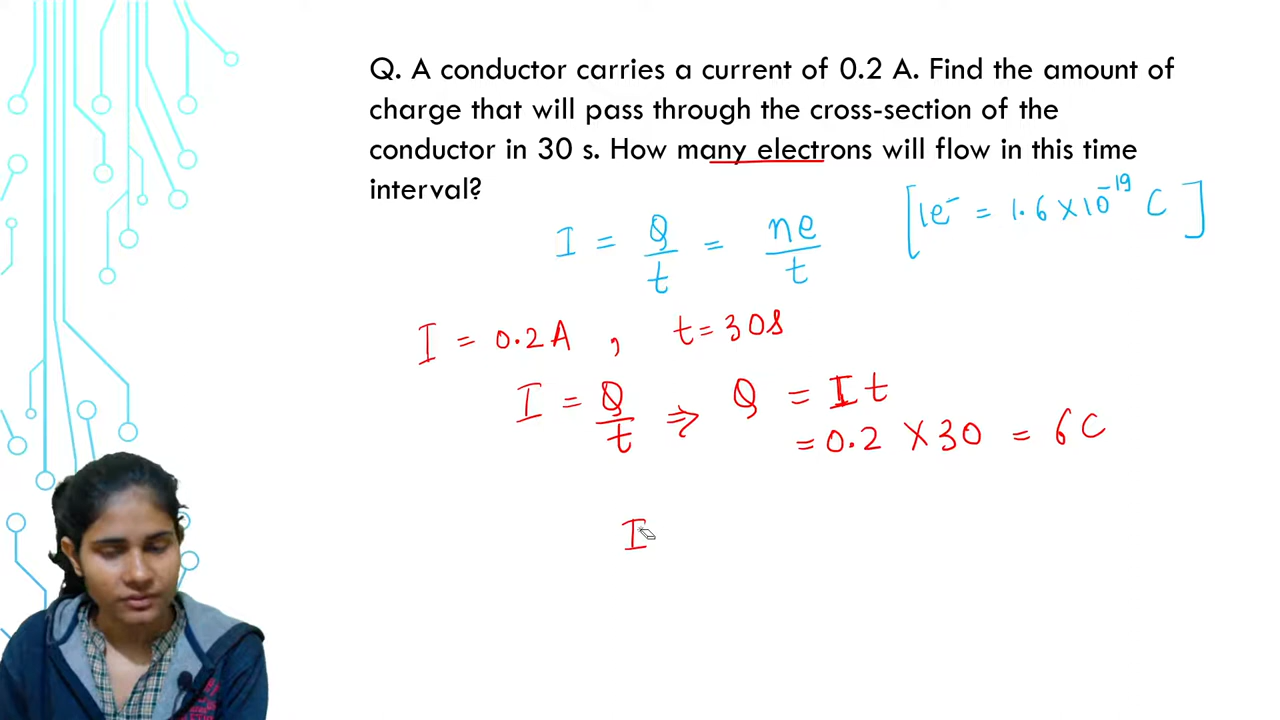 Q. A conductor carries a current of 0.2 A. Find the amount of
charge that will pass through the cross-section of the
conductor in 30 s. How many electrons will flow in this time
interval?
[1e⁻ = 1.6 × 10⁻¹⁹ C]
I = Q/t = ne/t
I = 0.2A , t = 30s
I = Q/t ⇒ Q = It
= 0.2 × 30 = 6 C
I